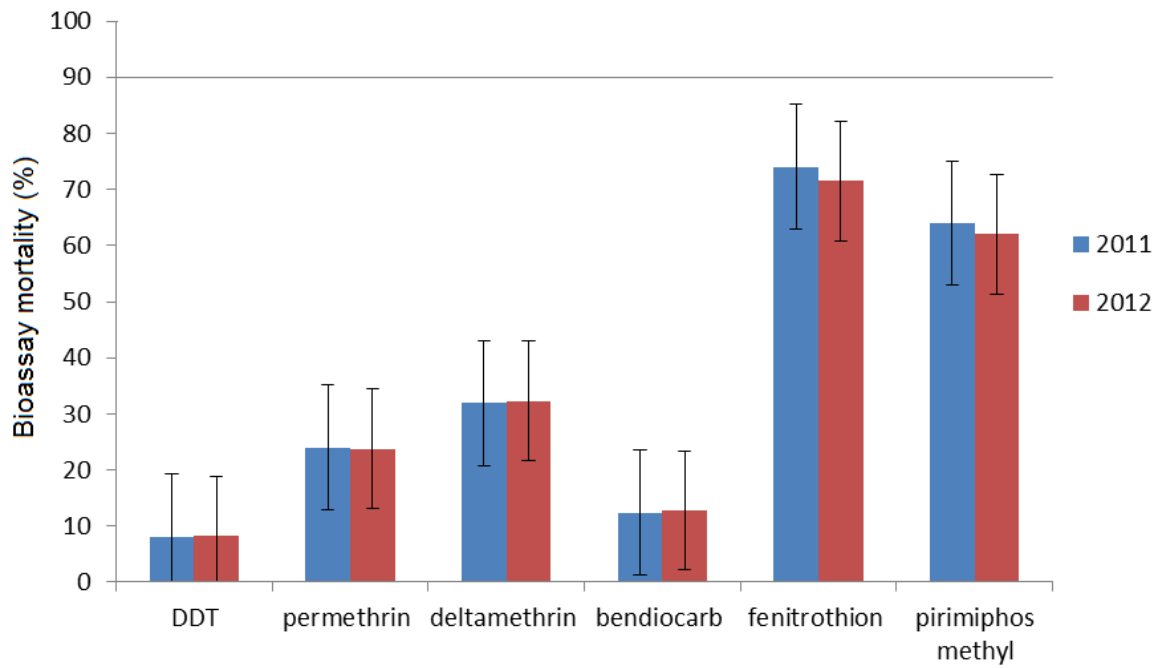 100
90
80
70
60
50
40
30
20
10
0
Bioassay mortality (%)
DDT
permethrin
deltamethrin
bendiocarb
fenitrothion
pirimiphos
methyl
2011
2012